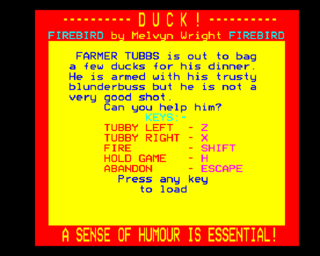 ---------- D U C K ! ----------
FIREBIRD by Melvyn Wright FIREBIRD
FARMER TUBBS is out to bag
a few ducks for his dinner.
He is armed with his trusty
blunderbuss but he is not a
very good shot.
Can you help him?
KEYS:-
TUBBY LEFT - Z
TUBBY RIGHT - X
FIRE - SHIFT
HOLD GAME - H
ABANDON - ESCAPE
Press any key
to load
A SENSE OF HUMOUR IS ESSENTIAL!